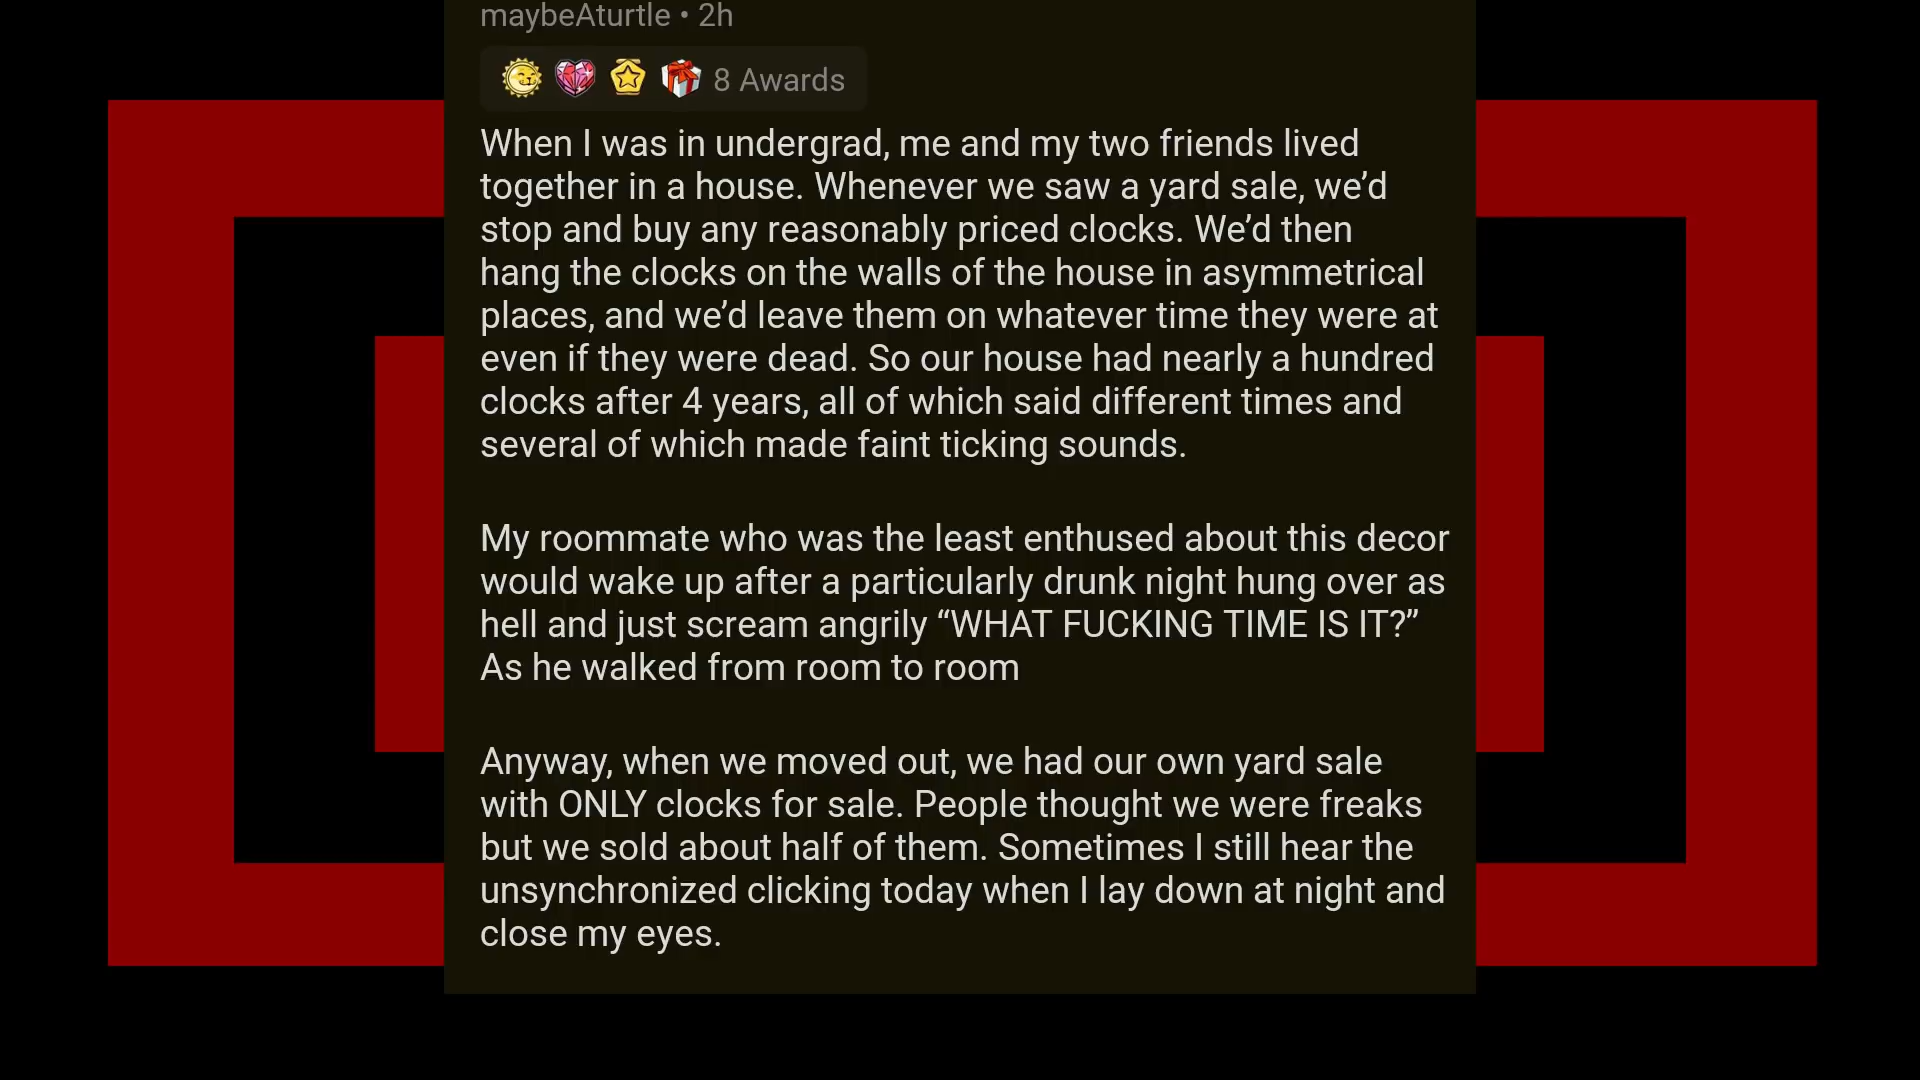 maybeAturtle • 2h
8 Awards
When I was in undergrad, me and my two friends lived
together in a house. Whenever we saw a yard sale, we’d
stop and buy any reasonably priced clocks. We’d then
hang the clocks on the walls of the house in asymmetrical
places, and we’d leave them on whatever time they were at
even if they were dead. So our house had nearly a hundred
clocks after 4 years, all of which said different times and
several of which made faint ticking sounds.
My roommate who was the least enthused about this decor
would wake up after a particularly drunk night hung over as
hell and just scream angrily “WHAT FUCKING TIME IS IT?”
As he walked from room to room
Anyway, when we moved out, we had our own yard sale
with ONLY clocks for sale. People thought we were freaks
but we sold about half of them. Sometimes I still hear the
unsynchronized clicking today when I lay down at night and
close my eyes.